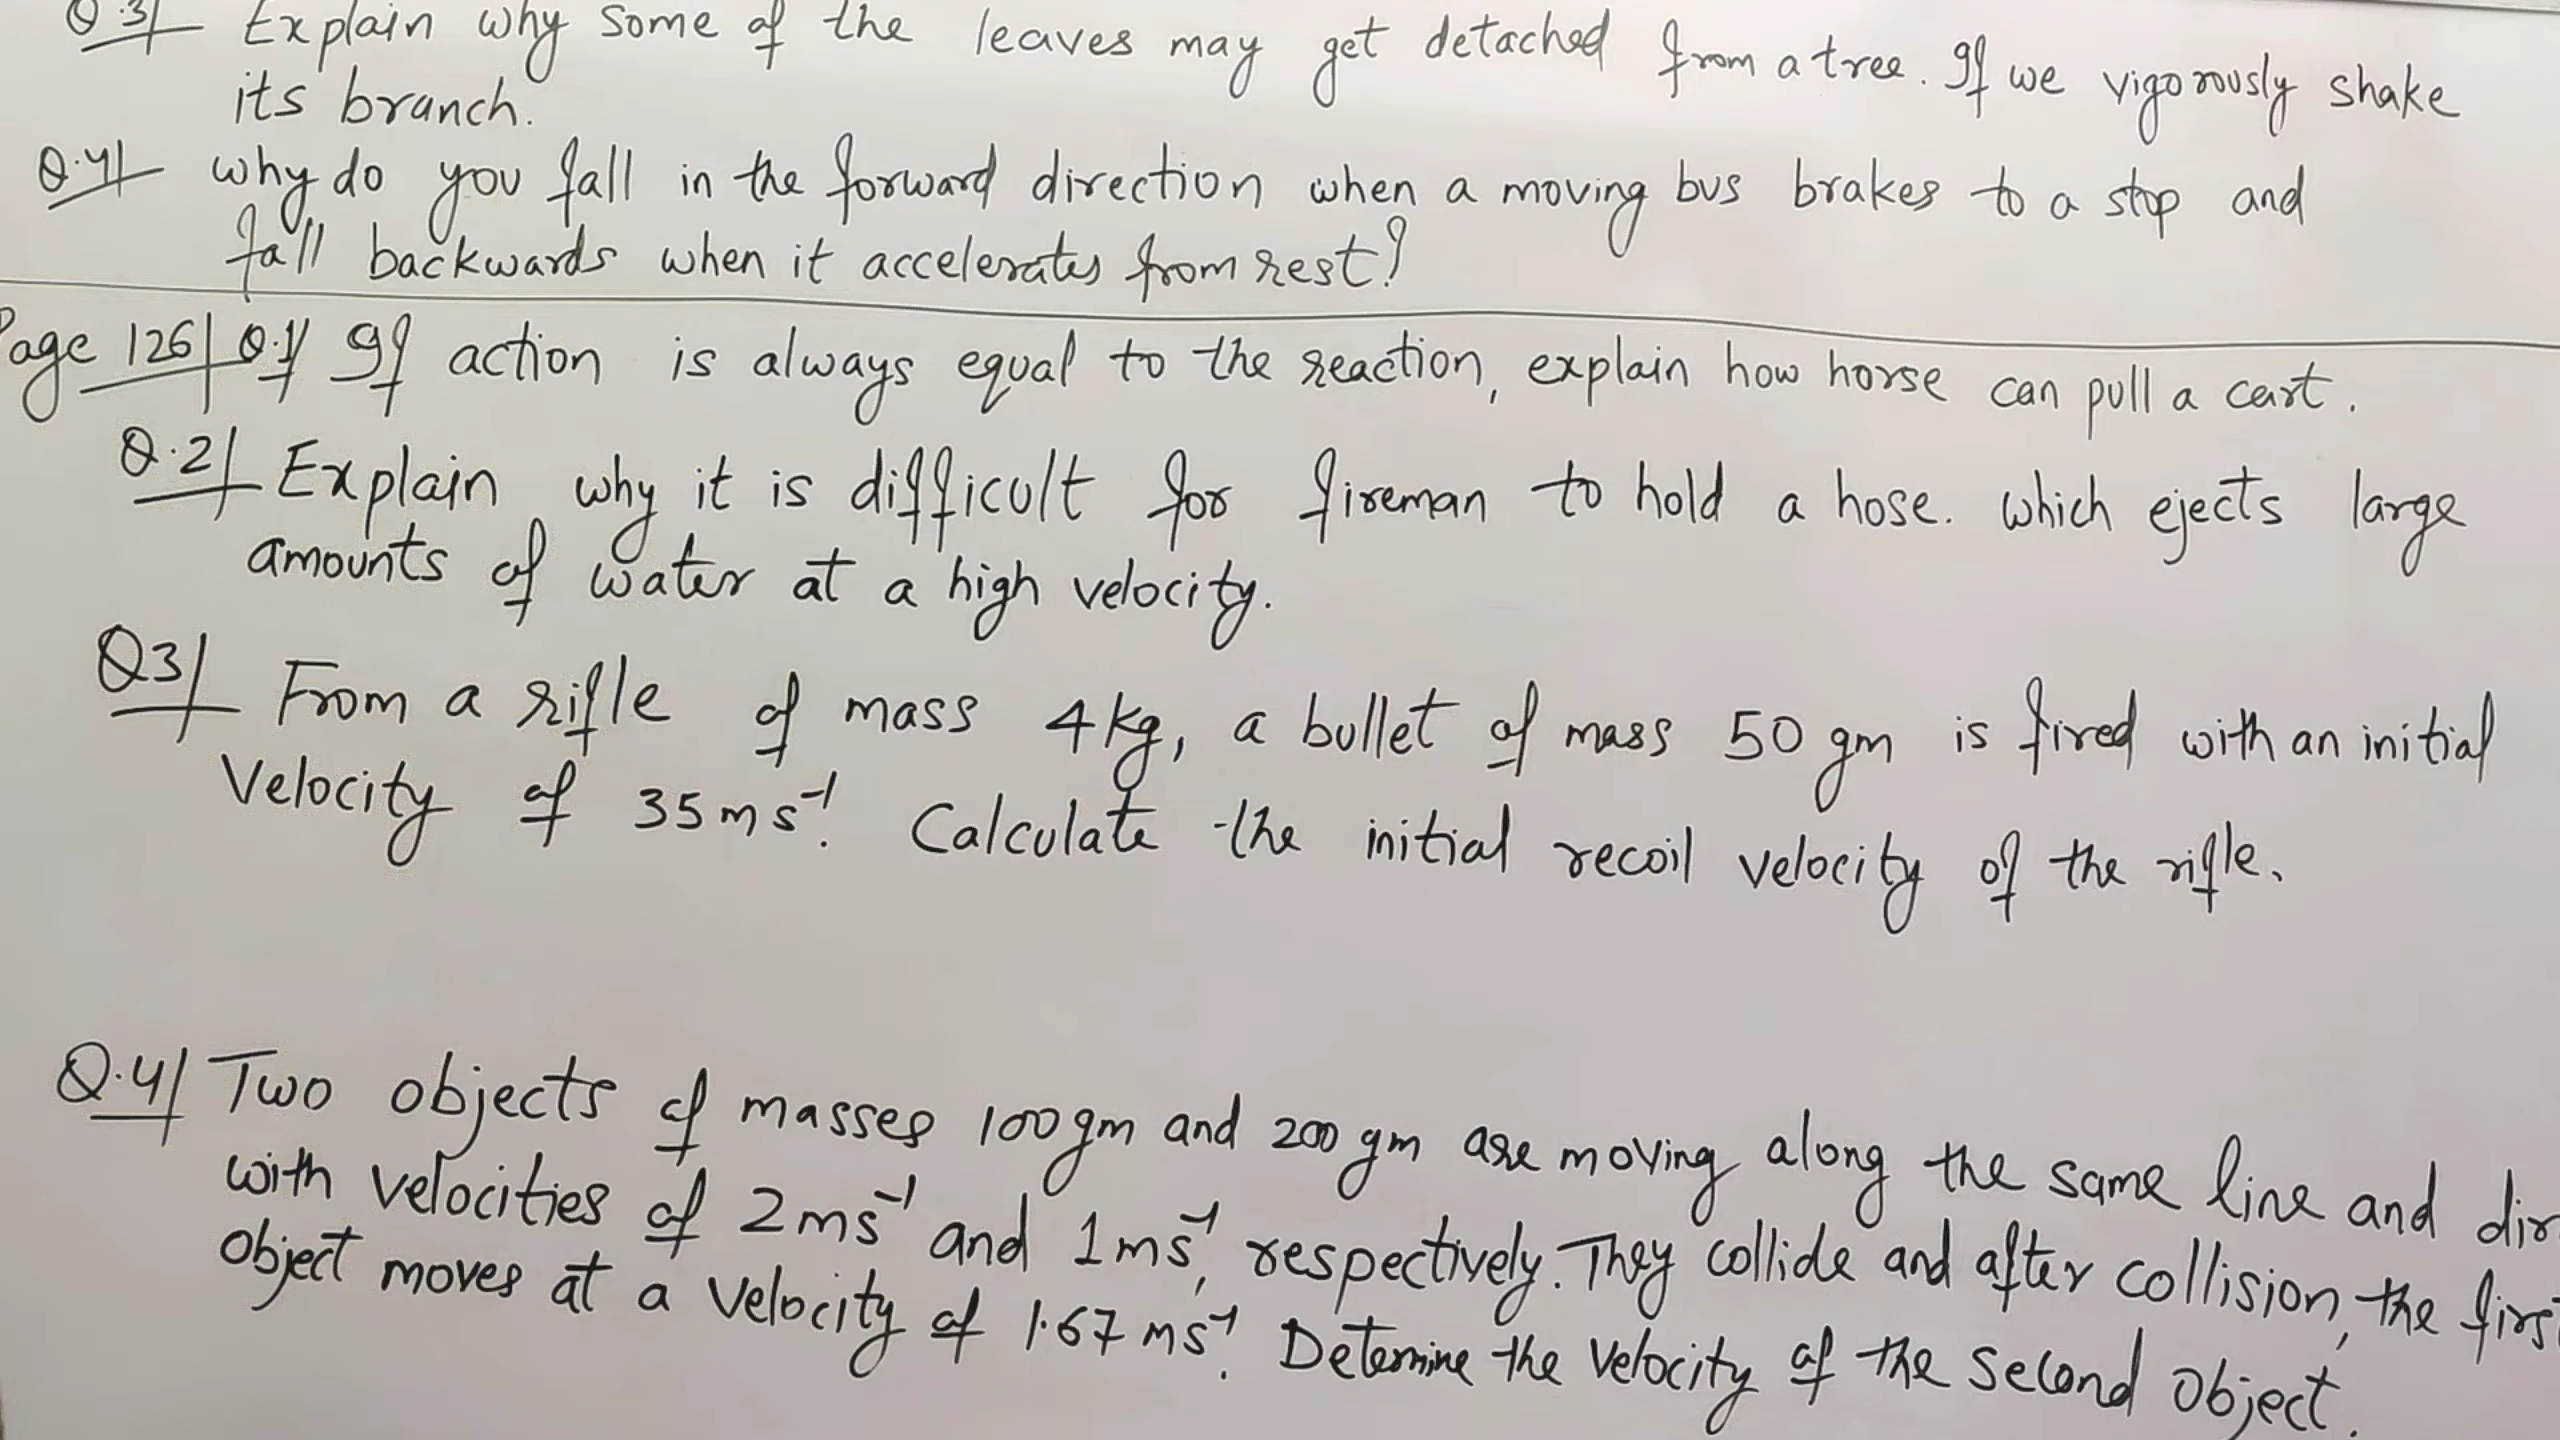 Q.3| Explain why some of the leaves may get detached from a tree. If we vigorously shake
its branch.
Q.4| why do you fall in the forward direction when a moving bus brakes to a stop and
fall backwards when it accelerates from rest?
Page 126| Q.1| If action is always equal to the reaction, explain how horse can pull a cart.
Q.2| Explain why it is difficult for fireman to hold a hose. which ejects large
amounts of water at a high velocity.
Q3| From a rifle of mass 4kg, a bullet of mass 50 gm is fired with an initial
Velocity of 35ms⁻¹. Calculate the initial recoil velocity of the rifle.
Q.4| Two objects of masses 100gm and 200gm are moving along the same line and dir
with velocities of 2ms⁻¹ and 1ms⁻¹, respectively. They collide and after collision, the first
object moves at a velocity of 1.67 ms⁻¹. Determine the velocity of the second object.